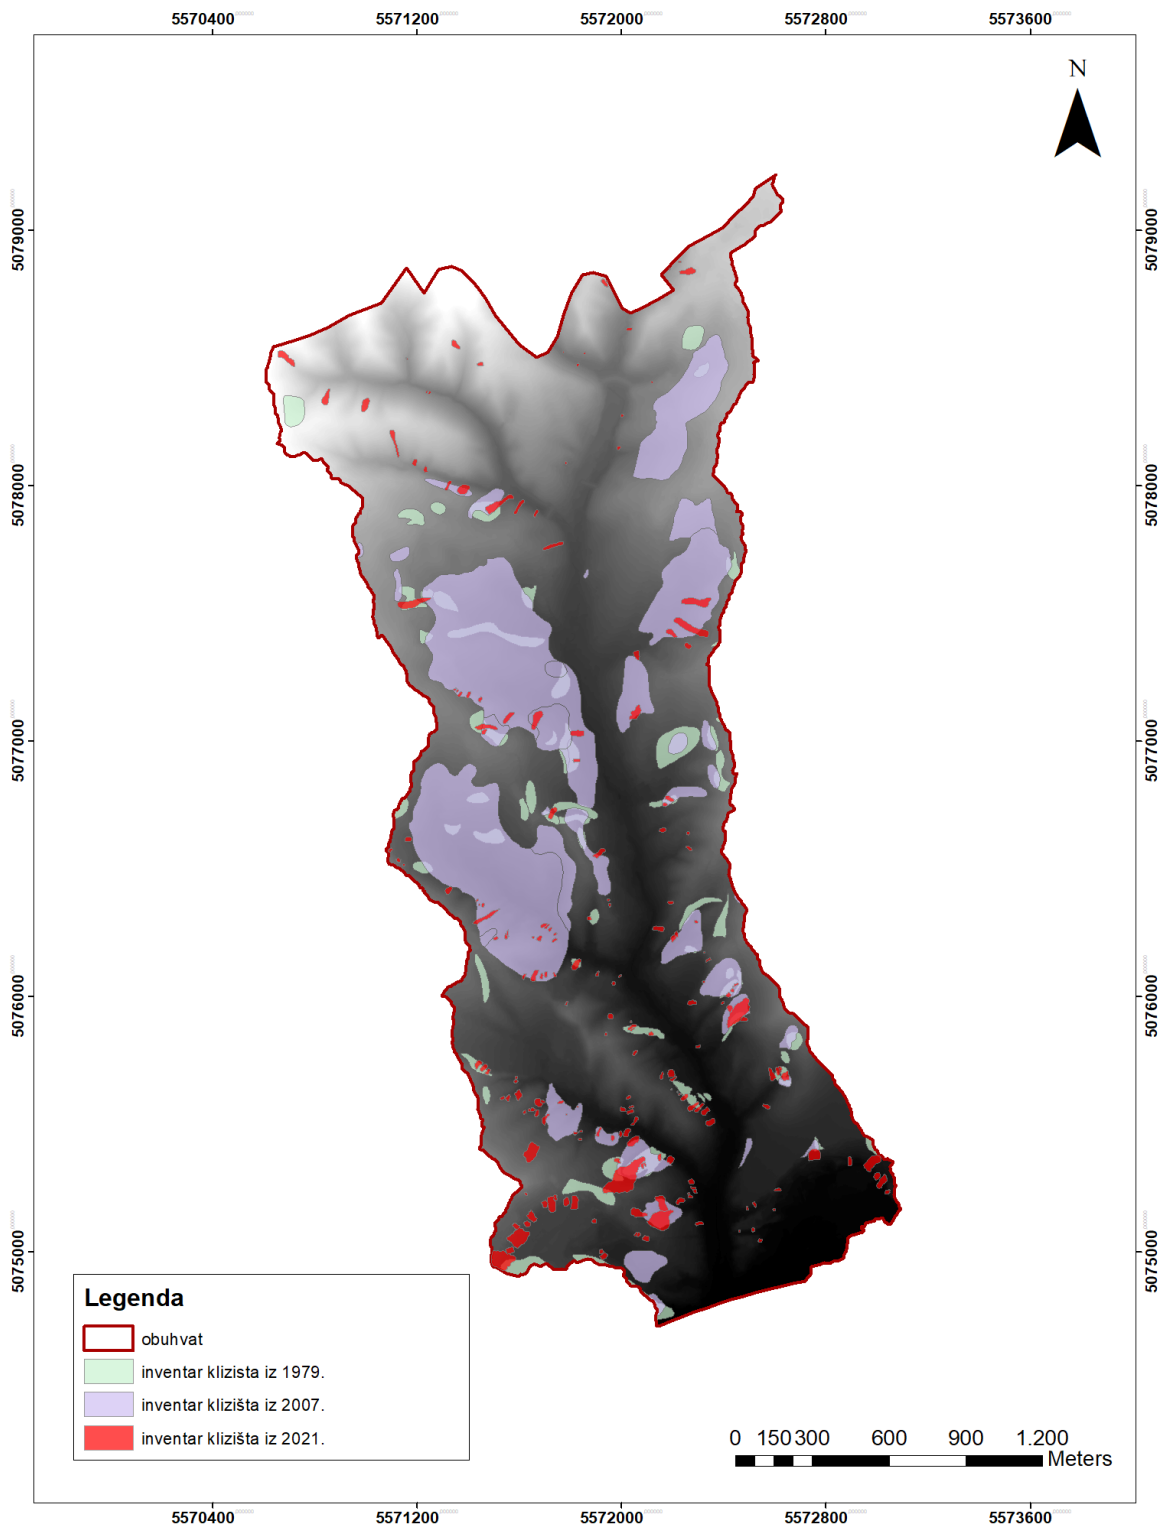 5570400 5571200 5572000 5572800 5573600
N
5079000 5079000
5078000 5078000
5077000 5077000
5076000 5076000
5075000 5075000
Legenda
obuhvat
inventar klizista iz 1979.
inventar klizišta iz 2007.
inventar klizišta iz 2021.
0 150 300 600 900 1.200
Meters
5570400 5571200 5572000 5572800 5573600